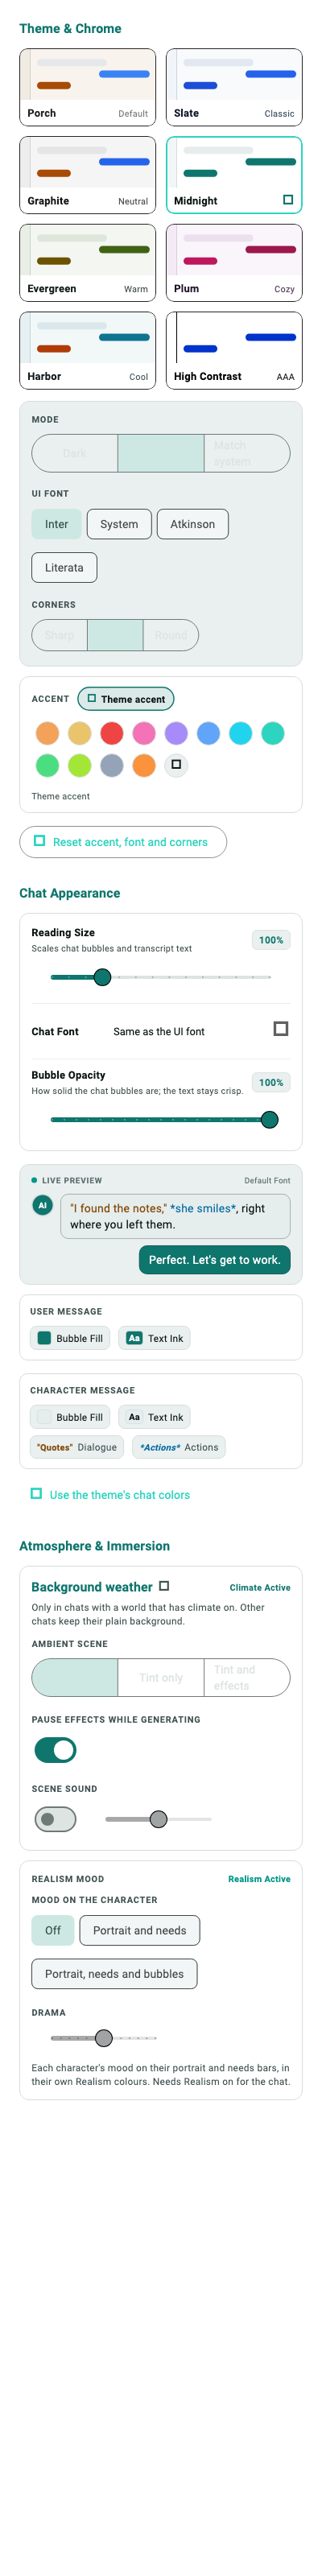 Theme & Chrome
Porch Default
Slate Classic
Graphite Neutral
Midnight
Evergreen Warm
Plum Cozy
Harbor Cool
High Contrast AAA
MODE
Dark
Match
system
UI FONT
Inter System Atkinson
Literata
CORNERS
Sharp Round
ACCENT Theme accent
Theme accent
Reset accent, font and corners
Chat Appearance
Reading Size
Scales chat bubbles and transcript text
100%
Chat Font Same as the UI font
Bubble Opacity
How solid the chat bubbles are; the text stays crisp.
100%
LIVE PREVIEW Default Font
AI
"I found the notes," *she smiles*, right
where you left them.
Perfect. Let's get to work.
USER MESSAGE
Bubble Fill Aa Text Ink
CHARACTER MESSAGE
Bubble Fill Aa Text Ink
"Quotes" Dialogue *Actions* Actions
Use the theme's chat colors
Atmosphere & Immersion
Background weather Climate Active
Only in chats with a world that has climate on. Other
chats keep their plain background.
AMBIENT SCENE
Tint only
Tint and
effects
PAUSE EFFECTS WHILE GENERATING
SCENE SOUND
REALISM MOOD Realism Active
MOOD ON THE CHARACTER
Off Portrait and needs
Portrait, needs and bubbles
DRAMA
Each character's mood on their portrait and needs bars, in
their own Realism colours. Needs Realism on for the chat.